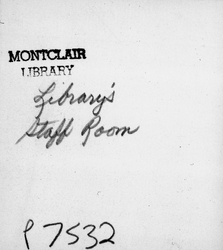 MONTCLAIR
LIBRARY
Library's
Staff Room
P 7532